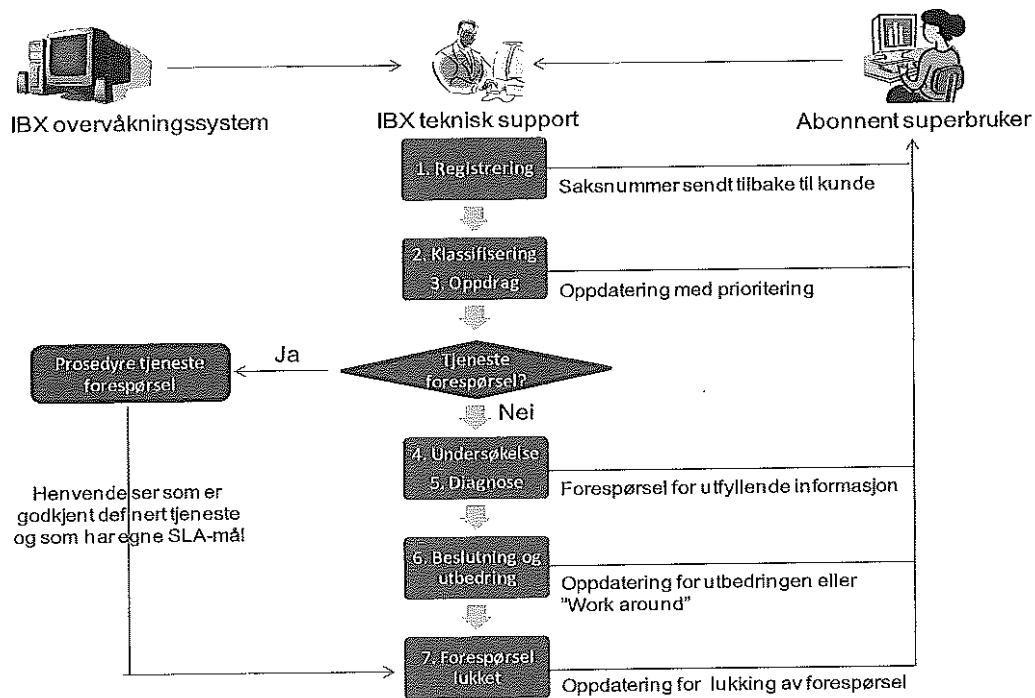 IBX overvåkningssystem
IBX teknisk support
Abonnent superbruker
1. Registrering
Saksnummer sendt tilbake til kunde
2. Klassifisering
3. Oppdrag
Oppdatering med prioritering
Tjeneste
forespørsel?
Ja
Prosedyre tjeneste
forespørsel
Nei
4. Undersøkelse
5. Diagnose
Forespørsel for utfyllende informasjon
Henvendelser som er
godkjent definert tjeneste
og som har egne SLA-mål
6. Beslutning og
utbedring
Oppdatering for utbedringen eller
"Work around"
7. Forespørsel
lukket
Oppdatering for lukking av forespørsel